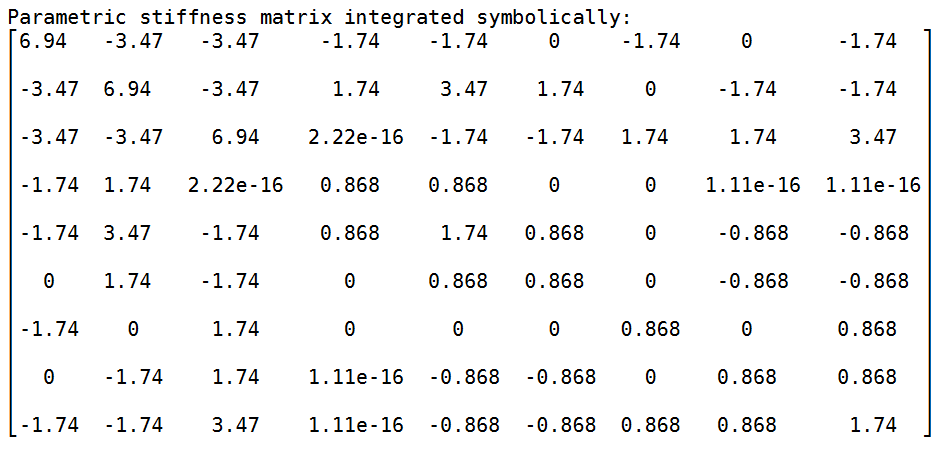 Parametric stiffness matrix integrated symbolically:
6.94 -3.47 -3.47 -1.74 -1.74 0 -1.74 0 -1.74
-3.47 6.94 -3.47 1.74 3.47 1.74 0 -1.74 -1.74
-3.47 -3.47 6.94 2.22e-16 -1.74 -1.74 1.74 1.74 3.47
-1.74 1.74 2.22e-16 0.868 0.868 0 0 1.11e-16 1.11e-16
-1.74 3.47 -1.74 0.868 1.74 0.868 0 -0.868 -0.868
0 1.74 -1.74 0 0.868 0.868 0 -0.868 -0.868
-1.74 0 1.74 0 0 0 0.868 0 0.868
0 -1.74 1.74 1.11e-16 -0.868 -0.868 0 0.868 0.868
-1.74 -1.74 3.47 1.11e-16 -0.868 -0.868 0.868 0.868 1.74